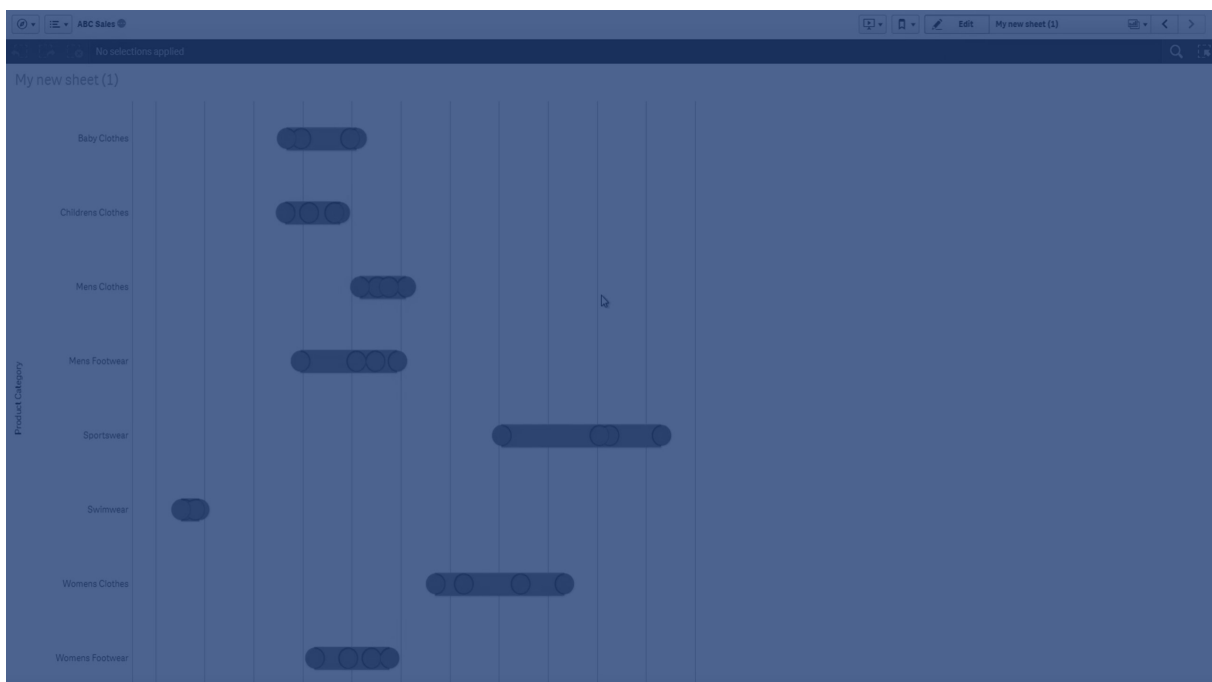 ABC Sales
Edit
My new sheet (1)
No selections applied
My new sheet (1)
Baby Clothes
Childrens Clothes
Mens Clothes
Mens Footwear
Product Category
Sportswear
Swimwear
Womens Clothes
Womens Footwear